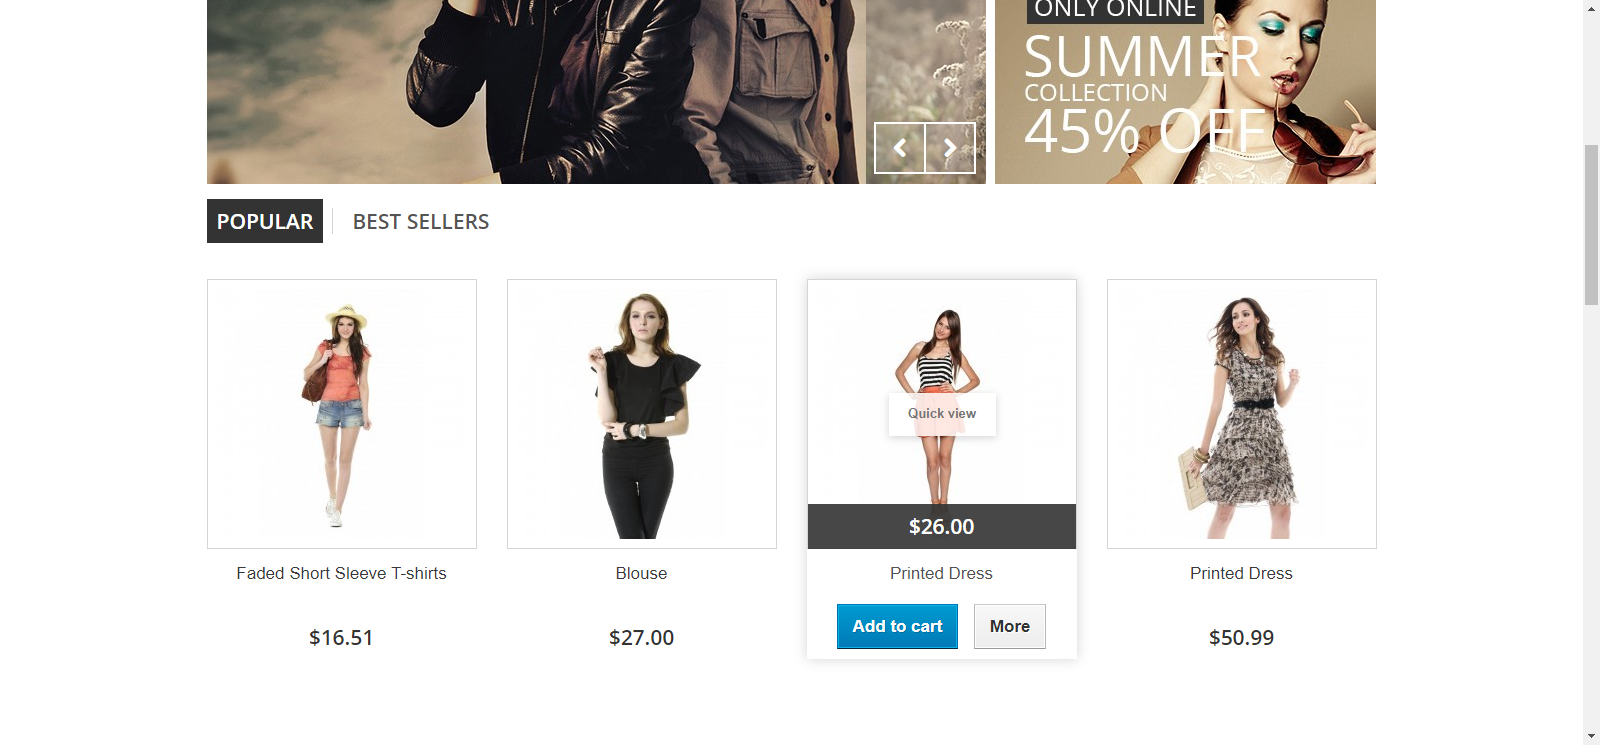 ONLY ONLINE
SUMMER
COLLECTION
45% OFF
POPULAR
BEST SELLERS
Quick view
$26.00
Faded Short Sleeve T-shirts
Blouse
Printed Dress
Printed Dress
Add to cart
More
$16.51
$27.00
$50.99